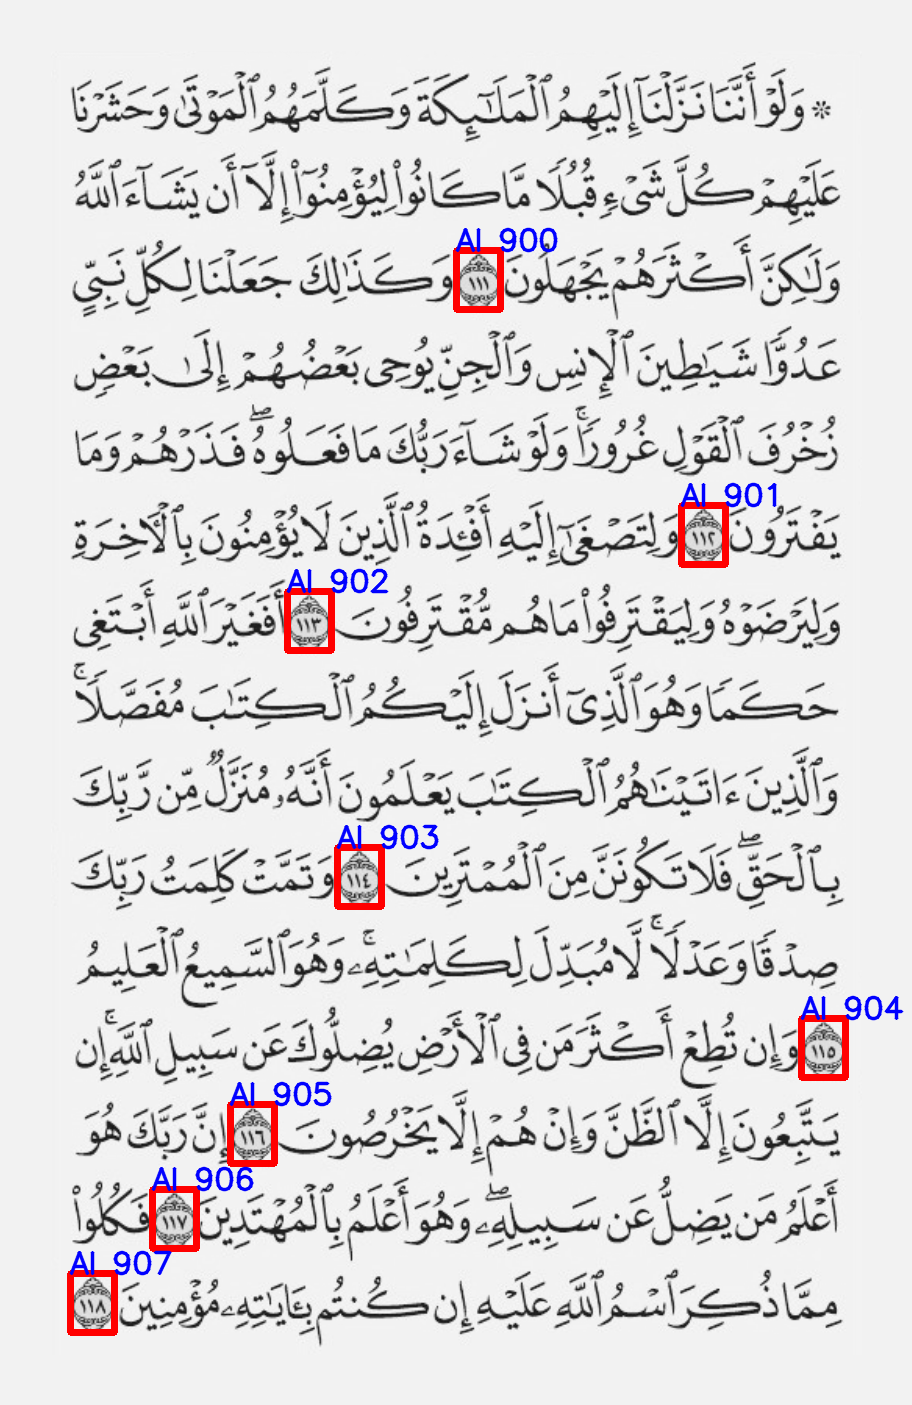 ۞ وَلَوْ أَنَّنَا نَزَّلْنَآ إِلَيْهِمُ ٱلْمَلَٰٓئِكَةَ وَكَلَّمَهُمُ ٱلْمَوْتَىٰ وَحَشَرْنَا
عَلَيْهِمْ كُلَّ شَىْءٍ قُبُلًا مَّا كَانُوا۟ لِيُؤْمِنُوٓا۟ إِلَّآ أَن يَشَآءَ ٱللَّهُ
AI 900
وَلَٰكِنَّ أَكْثَرَهُمْ يَجْهَلُونَ ١١١ وَكَذَٰلِكَ جَعَلْنَا لِكُلِّ نَبِىٍّ
عَدُوًّا شَيَٰطِينَ ٱلْإِنسِ وَٱلْجِنِّ يُوحِى بَعْضُهُمْ إِلَىٰ بَعْضٍ
زُخْرُفَ ٱلْقَوْلِ غُرُورًا ۚ وَلَوْ شَآءَ رَبُّكَ مَا فَعَلُوهُ ۖ فَذَرْهُمْ وَمَا
AI 901
يَفْتَرُونَ ١١٢ وَلِتَصْغَىٰٓ إِلَيْهِ أَفْـِٔدَةُ ٱلَّذِينَ لَا يُؤْمِنُونَ بِٱلْـَٔاخِرَةِ
AI 902
وَلِيَرْضَوْهُ وَلِيَقْتَرِفُوا۟ مَا هُم مُّقْتَرِفُونَ ١١٣ أَفَغَيْرَ ٱللَّهِ أَبْتَغِى
حَكَمًا وَهُوَ ٱلَّذِىٓ أَنزَلَ إِلَيْكُمُ ٱلْكِتَٰبَ مُفَصَّلًا ۚ
وَٱلَّذِينَ ءَاتَيْنَٰهُمُ ٱلْكِتَٰبَ يَعْلَمُونَ أَنَّهُۥ مُنَزَّلٌ مِّن رَّبِّكَ
AI 903
بِٱلْحَقِّ ۖ فَلَا تَكُونَنَّ مِنَ ٱلْمُمْتَرِينَ ١١٤ وَتَمَّتْ كَلِمَتُ رَبِّكَ
صِدْقًا وَعَدْلًا ۚ لَّا مُبَدِّلَ لِكَلِمَٰتِهِۦ ۚ وَهُوَ ٱلسَّمِيعُ ٱلْعَلِيمُ
AI 904
١١٥ وَإِن تُطِعْ أَكْثَرَ مَن فِى ٱلْأَرْضِ يُضِلُّوكَ عَن سَبِيلِ ٱللَّهِ ۚ إِن
AI 905
يَتَّبِعُونَ إِلَّا ٱلظَّنَّ وَإِنْ هُمْ إِلَّا يَخْرُصُونَ ١١٦ إِنَّ رَبَّكَ هُوَ
AI 906
أَعْلَمُ مَن يَضِلُّ عَن سَبِيلِهِۦ ۖ وَهُوَ أَعْلَمُ بِٱلْمُهْتَدِينَ ١١٧ فَكُلُوا۟
AI 907
مِمَّا ذُكِرَ ٱسْمُ ٱللَّهِ عَلَيْهِ إِن كُنتُم بِـَٔايَٰتِهِۦ مُؤْمِنِينَ ١١٨